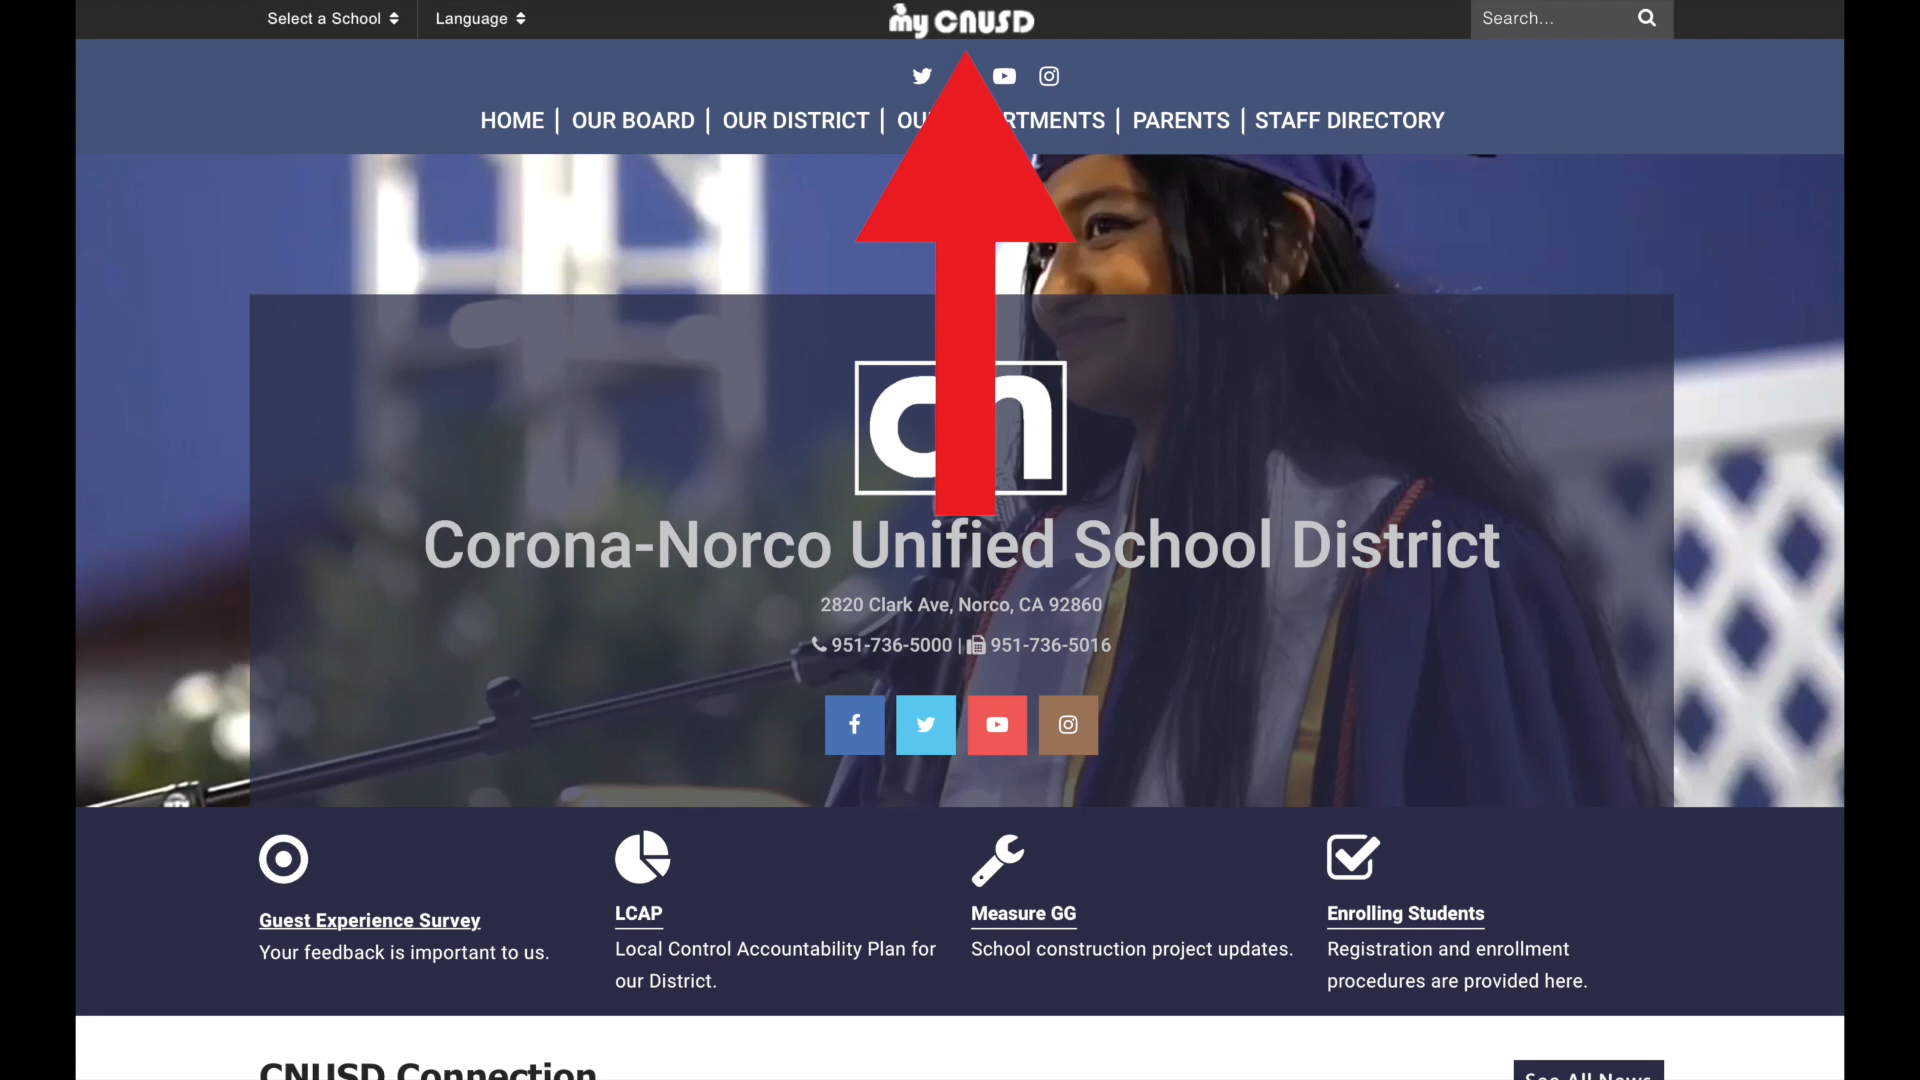 Select a School
Language
my CNUSD
Search...
HOME | OUR BOARD | OUR DISTRICT | PARENTS | STAFF DIRECTORY
cn
Corona-Norco Unified School District
2820 Clark Ave, Norco, CA 92860
951-736-5000 | 951-736-5016
Guest Experience Survey
Your feedback is important to us.
LCAP
Local Control Accountability Plan for
our District.
Measure GG
School construction project updates.
Enrolling Students
Registration and enrollment
procedures are provided here.
CNUSD Connection
See All News